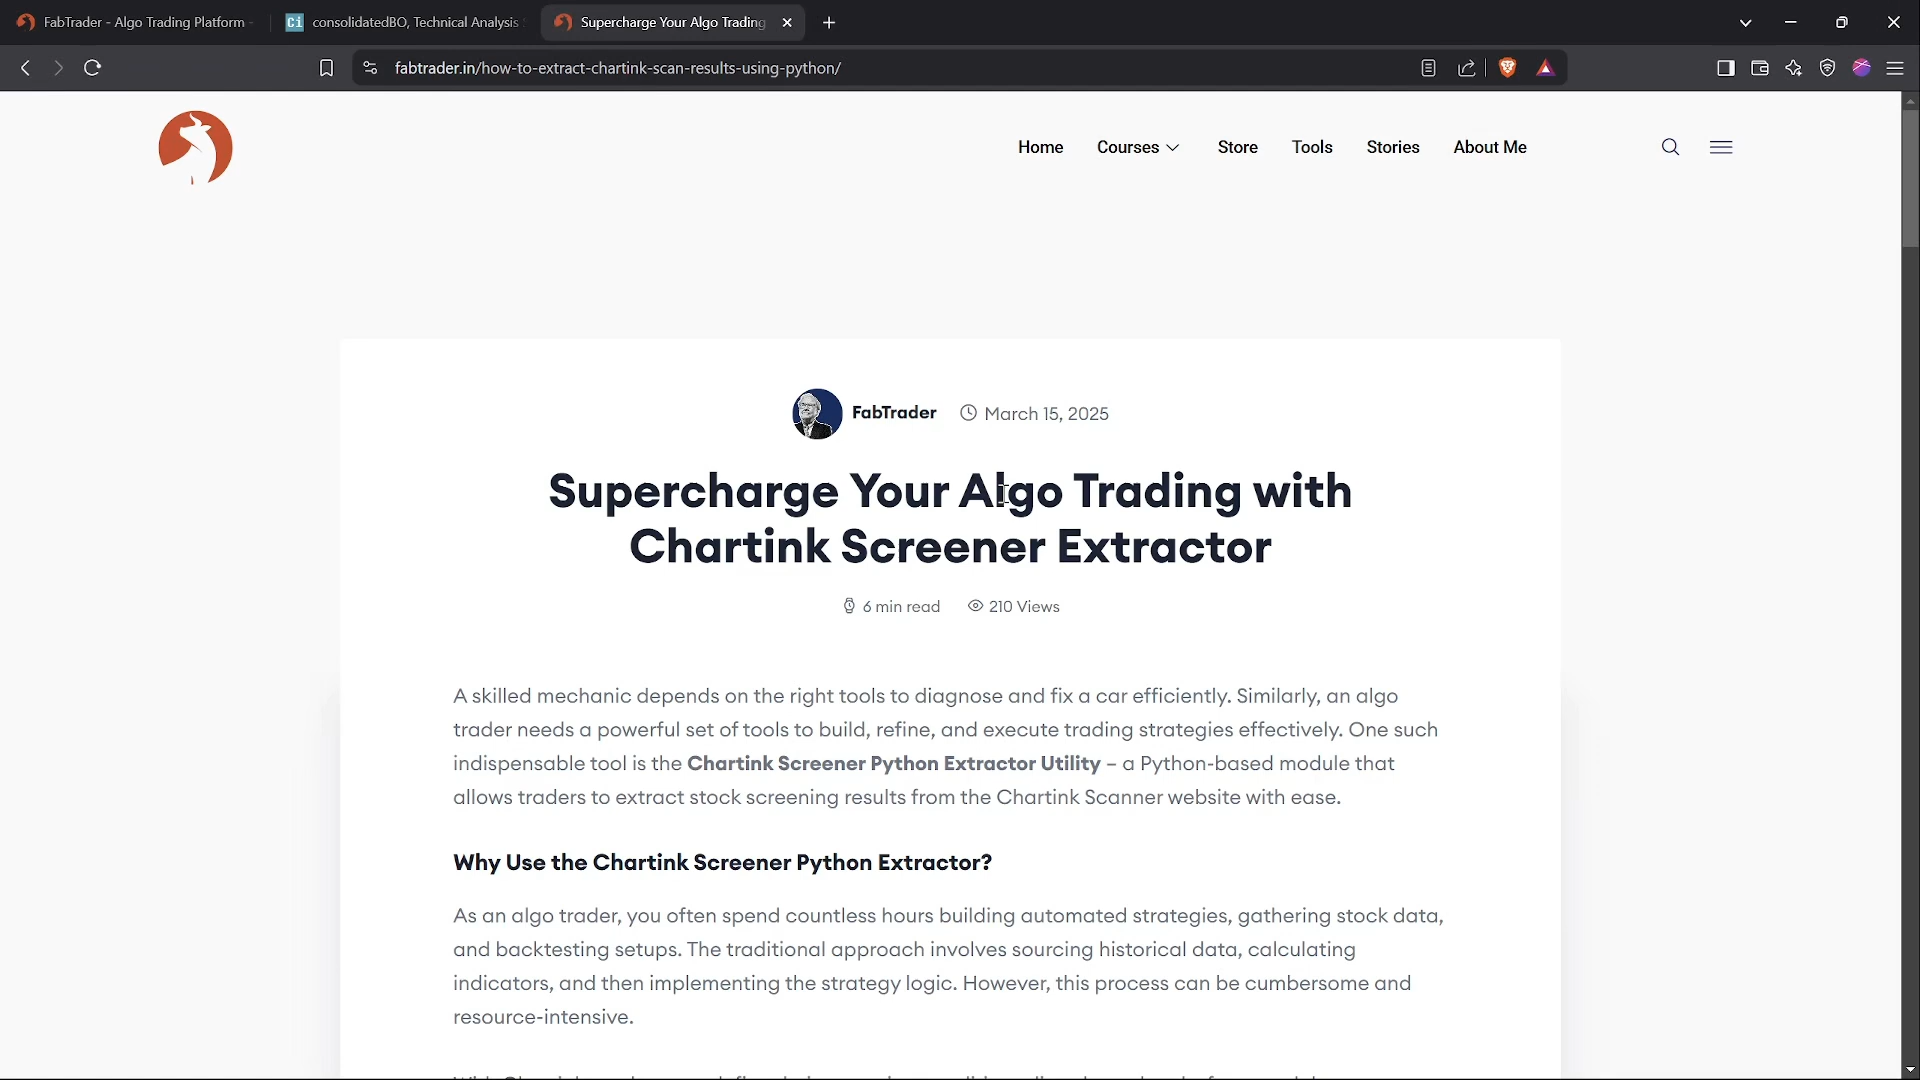 FabTrader - Algo Trading Platform -
Ci consolidatedBO, Technical Analysis
Supercharge Your Algo Trading
fabtrader.in/how-to-extract-chartink-scan-results-using-python/
Home Courses Store Tools Stories About Me
FabTrader March 15, 2025
Supercharge Your Algo Trading with
Chartink Screener Extractor
6 min read 210 Views
A skilled mechanic depends on the right tools to diagnose and fix a car efficiently. Similarly, an algo
trader needs a powerful set of tools to build, refine, and execute trading strategies effectively. One such
indispensable tool is the Chartink Screener Python Extractor Utility – a Python-based module that
allows traders to extract stock screening results from the Chartink Scanner website with ease.
Why Use the Chartink Screener Python Extractor?
As an algo trader, you often spend countless hours building automated strategies, gathering stock data,
and backtesting setups. The traditional approach involves sourcing historical data, calculating
indicators, and then implementing the strategy logic. However, this process can be cumbersome and
resource-intensive.